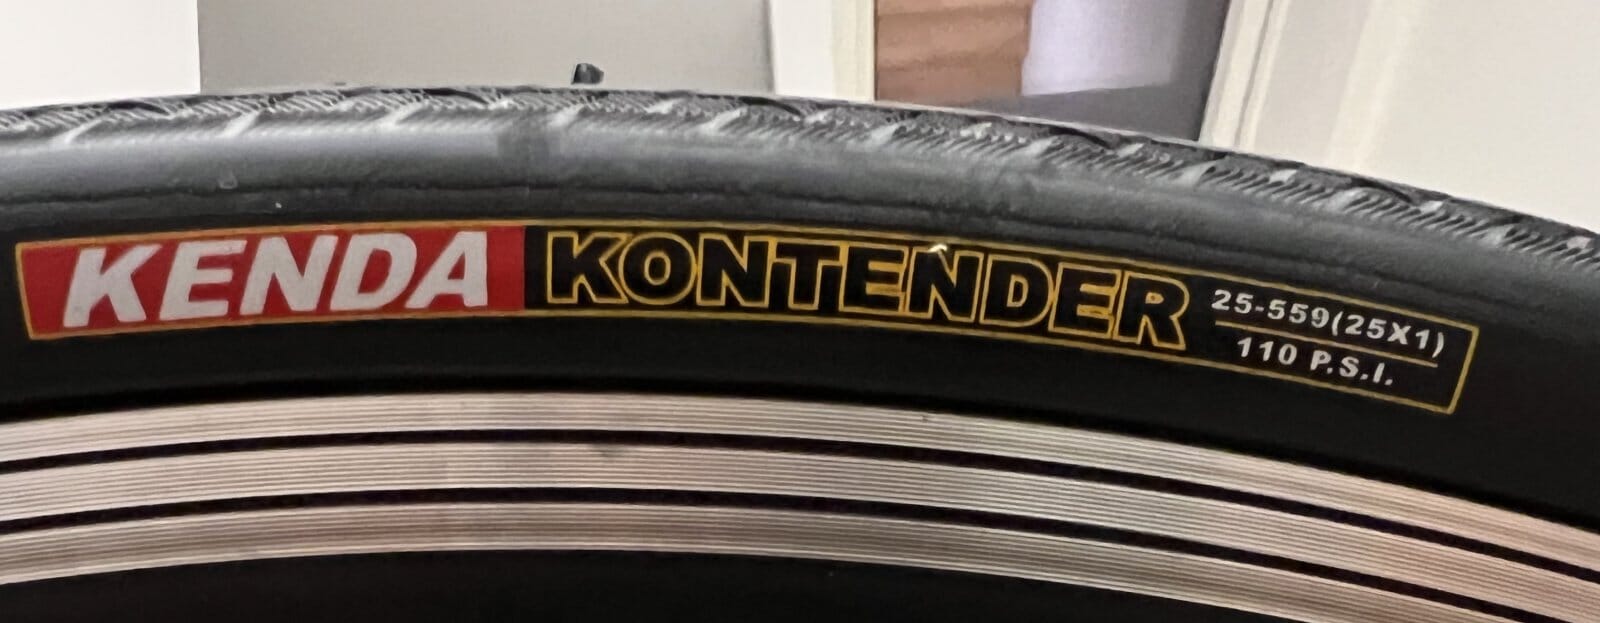 KENDA KONTENDER 25-559(25X1)
110 P.S.I.